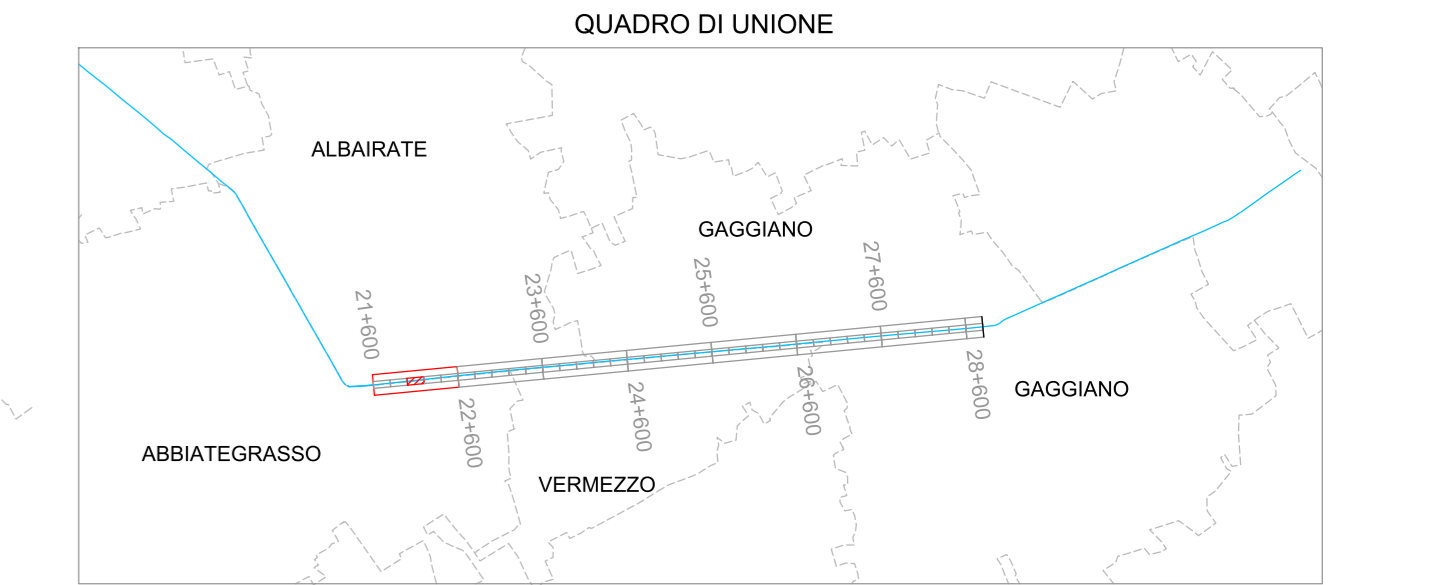 QUADRO DI UNIONE
ALBAIRATE
GAGGIANO
21+600
23+600
25+600
27+600
22+600
24+600
26+600
28+600
GAGGIANO
ABBIATEGRASSO
VERMEZZO